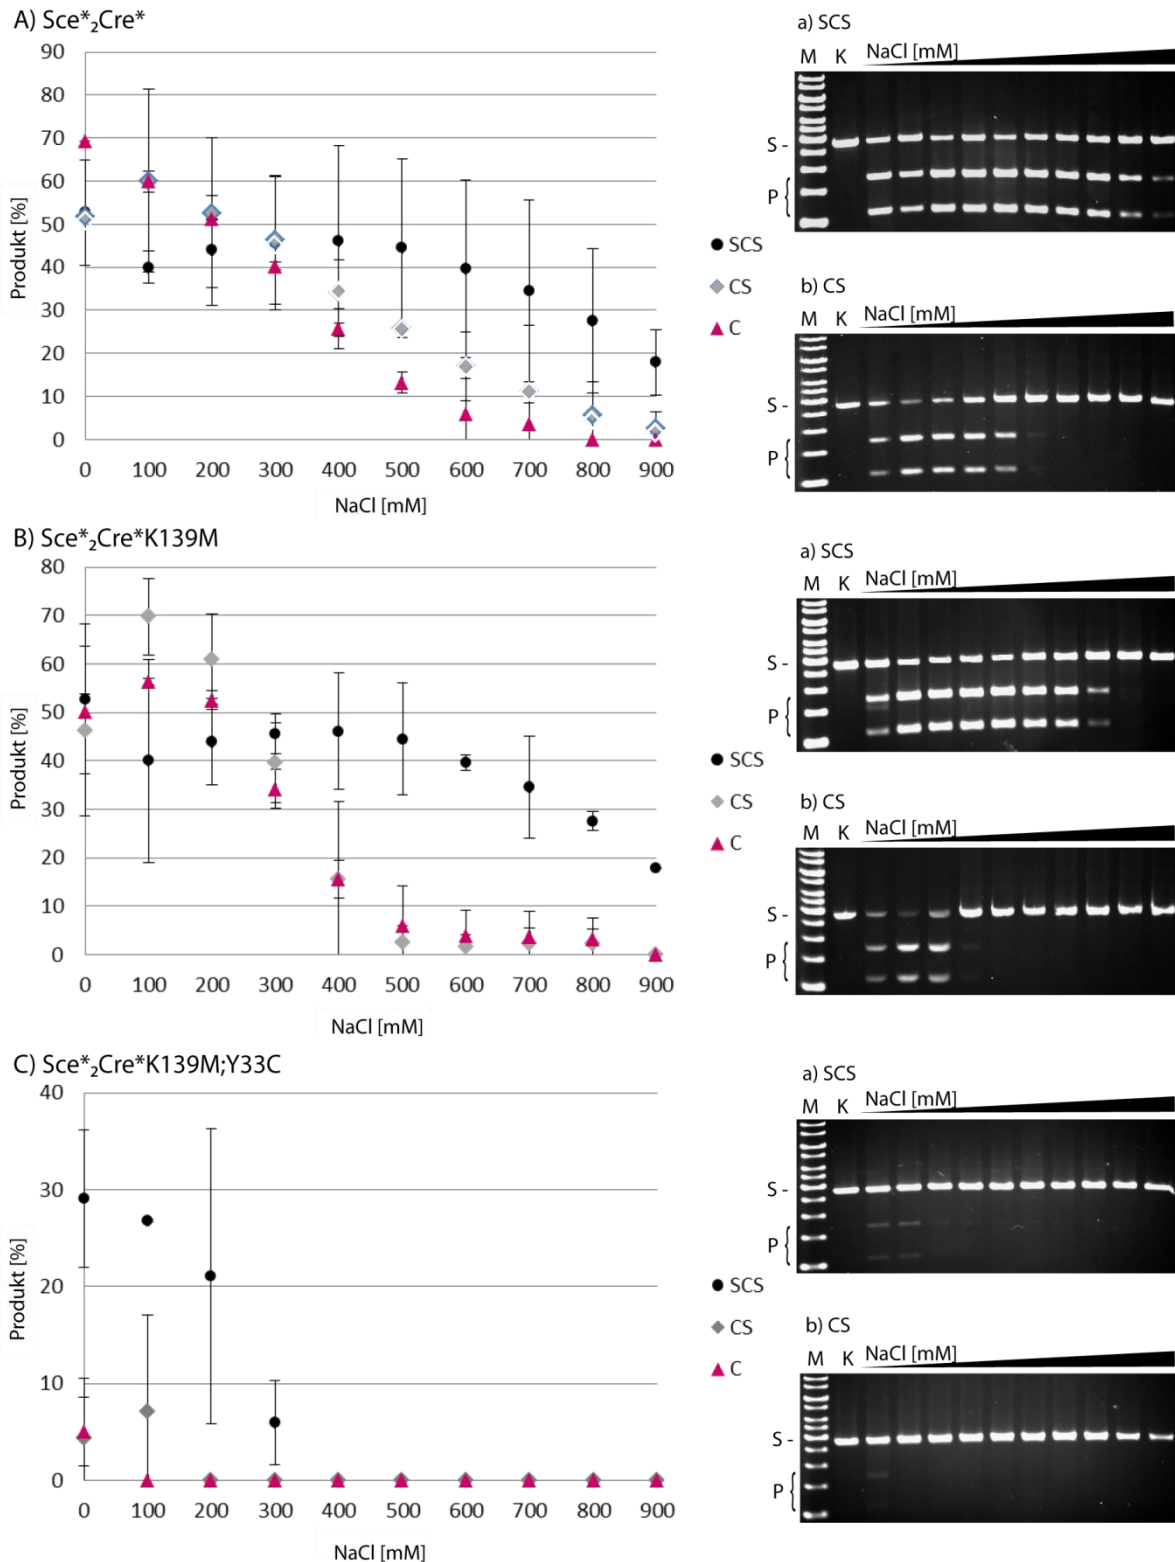 A) Sce*₂Cre*
90
80
70
60
50
40
30
20
10
0
Produkt [%]
0 100 200 300 400 500 600 700 800 900
NaCl [mM]
SCS
CS
C
a) SCS
M K NaCl [mM]
S -
P {
b) CS
M K NaCl [mM]
S -
P {
B) Sce*₂Cre*K139M
80
70
60
50
40
30
20
10
0
Produkt [%]
0 100 200 300 400 500 600 700 800 900
NaCl [mM]
SCS
CS
C
a) SCS
M K NaCl [mM]
S -
P {
b) CS
M K NaCl [mM]
S -
P {
C) Sce*₂Cre*K139M;Y33C
40
30
20
10
0
Produkt [%]
0 100 200 300 400 500 600 700 800 900
NaCl [mM]
SCS
CS
C
a) SCS
M K NaCl [mM]
S -
P {
b) CS
M K NaCl [mM]
S -
P {